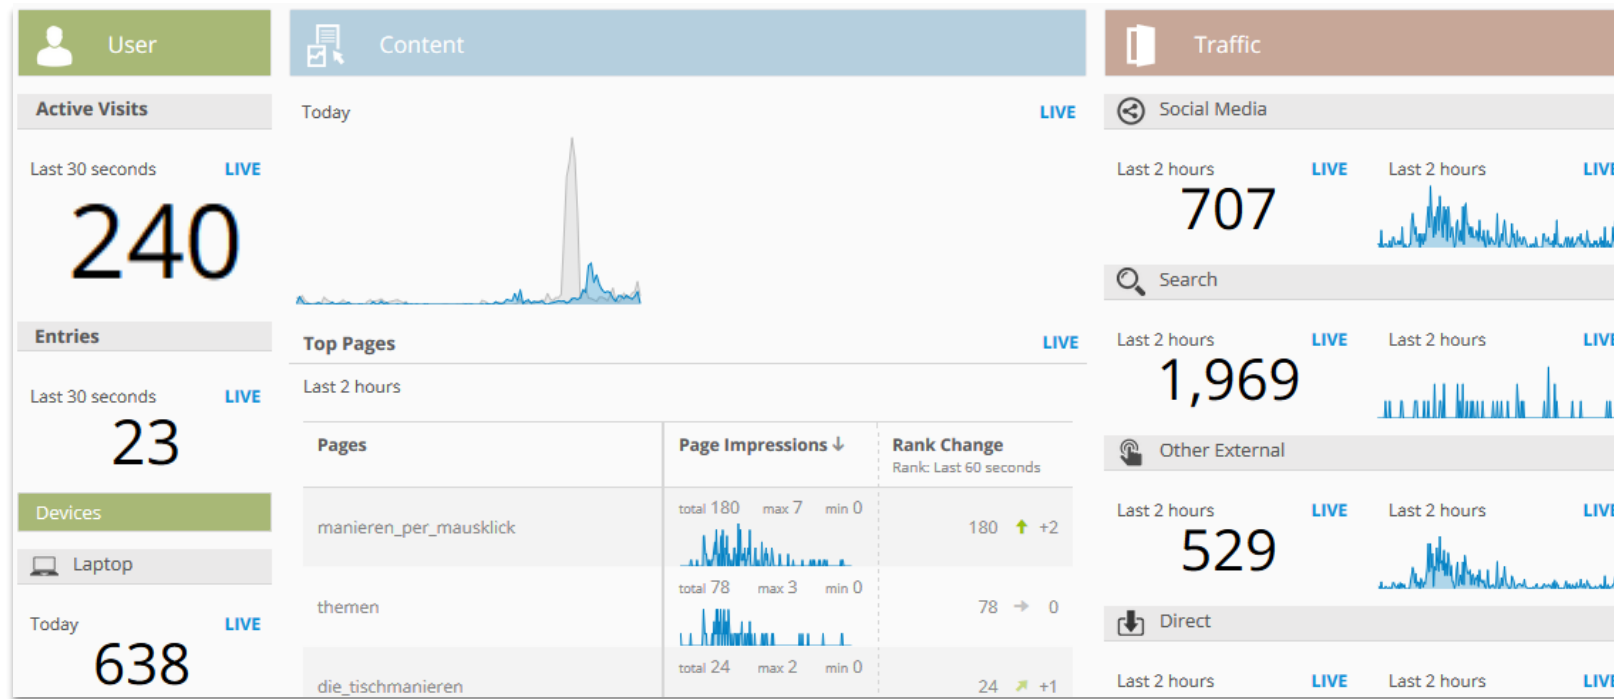 User
Active Visits
Last 30 seconds LIVE
240
Entries
Last 30 seconds LIVE
23
Devices
Laptop
Today LIVE
638
Content
Today LIVE
Top Pages LIVE
Last 2 hours
Pages Page Impressions ↓ Rank Change
Rank: Last 60 seconds
total 180 max 7 min 0
manieren_per_mausklick 180 +2
total 78 max 3 min 0
themen 78 0
total 24 max 2 min 0
die_tischmanieren 24 +1
Traffic
Social Media
Last 2 hours LIVE Last 2 hours LIVE
707
Search
Last 2 hours LIVE Last 2 hours LIVE
1,969
Other External
Last 2 hours LIVE Last 2 hours LIVE
529
Direct
Last 2 hours LIVE Last 2 hours LIVE